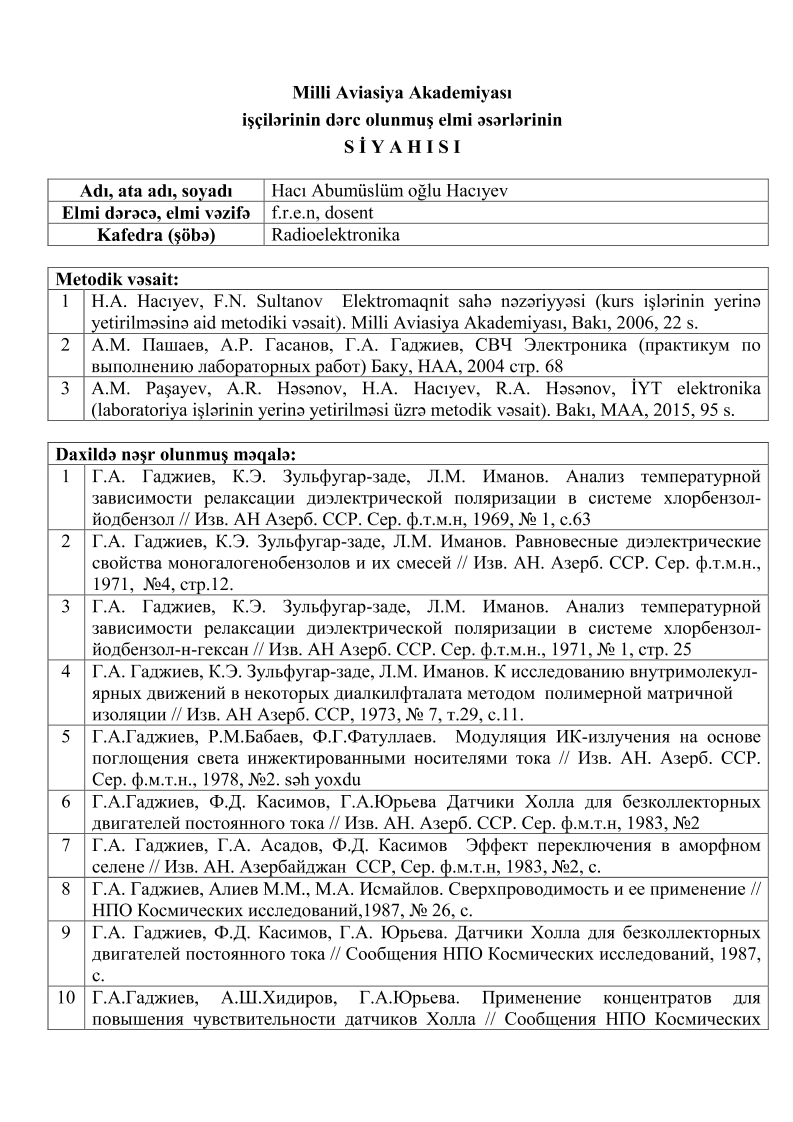 Milli Aviasiya Akademiyası
işçilərinin dərc olunmuş elmi əsərlərinin
S İ Y A H I S I
Adı, ata adı, soyadı Hacı Abumüslüm oğlu Hacıyev
Elmi dərəcə, elmi vəzifə f.r.e.n, dosent
Kafedra (şöbə) Radioelektronika
Metodik vəsait:
1 H.A. Hacıyev, F.N. Sultanov Elektromaqnit sahə nəzəriyyəsi (kurs işlərinin yerinə
yetirilməsinə aid metodiki vəsait). Milli Aviasiya Akademiyası, Bakı, 2006, 22 s.
2 А.М. Пашаев, А.Р. Гасанов, Г.А. Гаджиев, СВЧ Электроника (практикум по
выполнению лабораторных работ) Баку, НАА, 2004 стр. 68
3 A.M. Paşayev, A.R. Həsənov, H.A. Hacıyev, R.A. Həsənov, İYT elektronika
(laboratoriya işlərinin yerinə yetirilməsi üzrə metodik vəsait). Bakı, MAA, 2015, 95 s.
Daxildə nəşr olunmuş məqalə:
1 Г.А. Гаджиев, К.Э. Зульфугар-заде, Л.М. Иманов. Анализ температурной
зависимости релаксации диэлектрической поляризации в системе хлорбензол-
йодбензол // Изв. АН Азерб. ССР. Сер. ф.т.м.н, 1969, № 1, с.63
2 Г.А. Гаджиев, К.Э. Зульфугар-заде, Л.М. Иманов. Равновесные диэлектрические
свойства моногалогенобензолов и их смесей // Изв. АН. Азерб. ССР. Сер. ф.т.м.н.,
1971, №4, стр.12.
3 Г.А. Гаджиев, К.Э. Зульфугар-заде, Л.М. Иманов. Анализ температурной
зависимости релаксации диэлектрической поляризации в системе хлорбензол-
йодбензол-н-гексан // Изв. АН Азерб. ССР. Сер. ф.т.м.н., 1971, № 1, стр. 25
4 Г.А. Гаджиев, К.Э. Зульфугар-заде, Л.М. Иманов. К исследованию внутримолекул-
ярных движений в некоторых диалкилфталата методом полимерной матричной
изоляции // Изв. АН Азерб. ССР, 1973, № 7, т.29, с.11.
5 Г.А.Гаджиев, Р.М.Бабаев, Ф.Г.Фатуллаев. Модуляция ИК-излучения на основе
поглощения света инжектированными носителями тока // Изв. АН. Азерб. ССР.
Сер. ф.м.т.н., 1978, №2. səh yoxdu
6 Г.А.Гаджиев, Ф.Д. Касимов, Г.А.Юрьева Датчики Холла для безколлекторных
двигателей постоянного тока // Изв. АН. Азерб. ССР. Сер. ф.м.т.н, 1983, №2
7 Г.А. Гаджиев, Г.А. Асадов, Ф.Д. Касимов Эффект переключения в аморфном
селене // Изв. АН. Азербайджан ССР, Сер. ф.м.т.н, 1983, №2, с.
8 Г.А. Гаджиев, Алиев М.М., М.А. Исмайлов. Сверхпроводимость и ее применение //
НПО Космических исследований,1987, № 26, с.
9 Г.А. Гаджиев, Ф.Д. Касимов, Г.А. Юрьева. Датчики Холла для безколлекторных
двигателей постоянного тока // Сообщения НПО Космических исследований, 1987,
с.
10 Г.А.Гаджиев, А.Ш.Хидиров, Г.А.Юрьева. Применение концентратов для
повышения чувствительности датчиков Холла // Сообщения НПО Космических